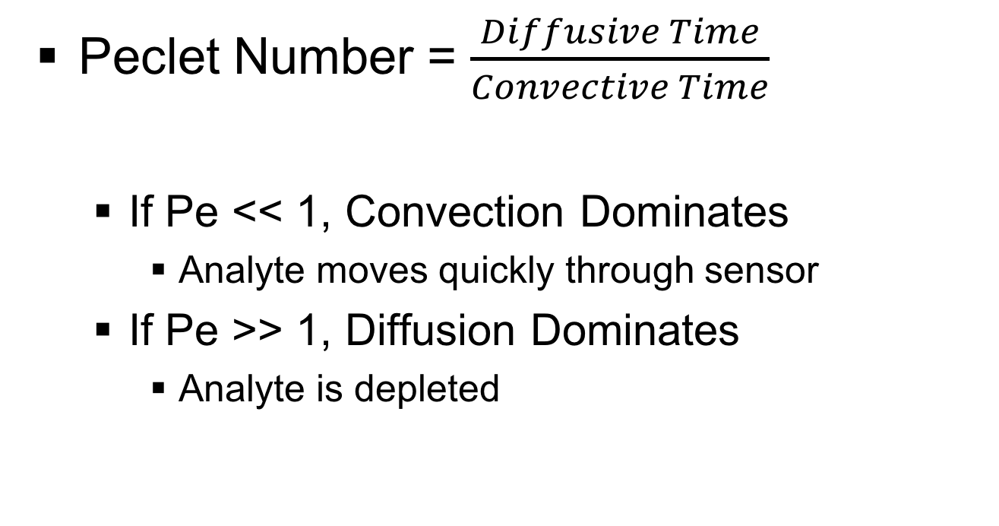 ▪ Peclet Number = Diffusive Time / Convective Time
▪ If Pe << 1, Convection Dominates
▪ Analyte moves quickly through sensor
▪ If Pe >> 1, Diffusion Dominates
▪ Analyte is depleted